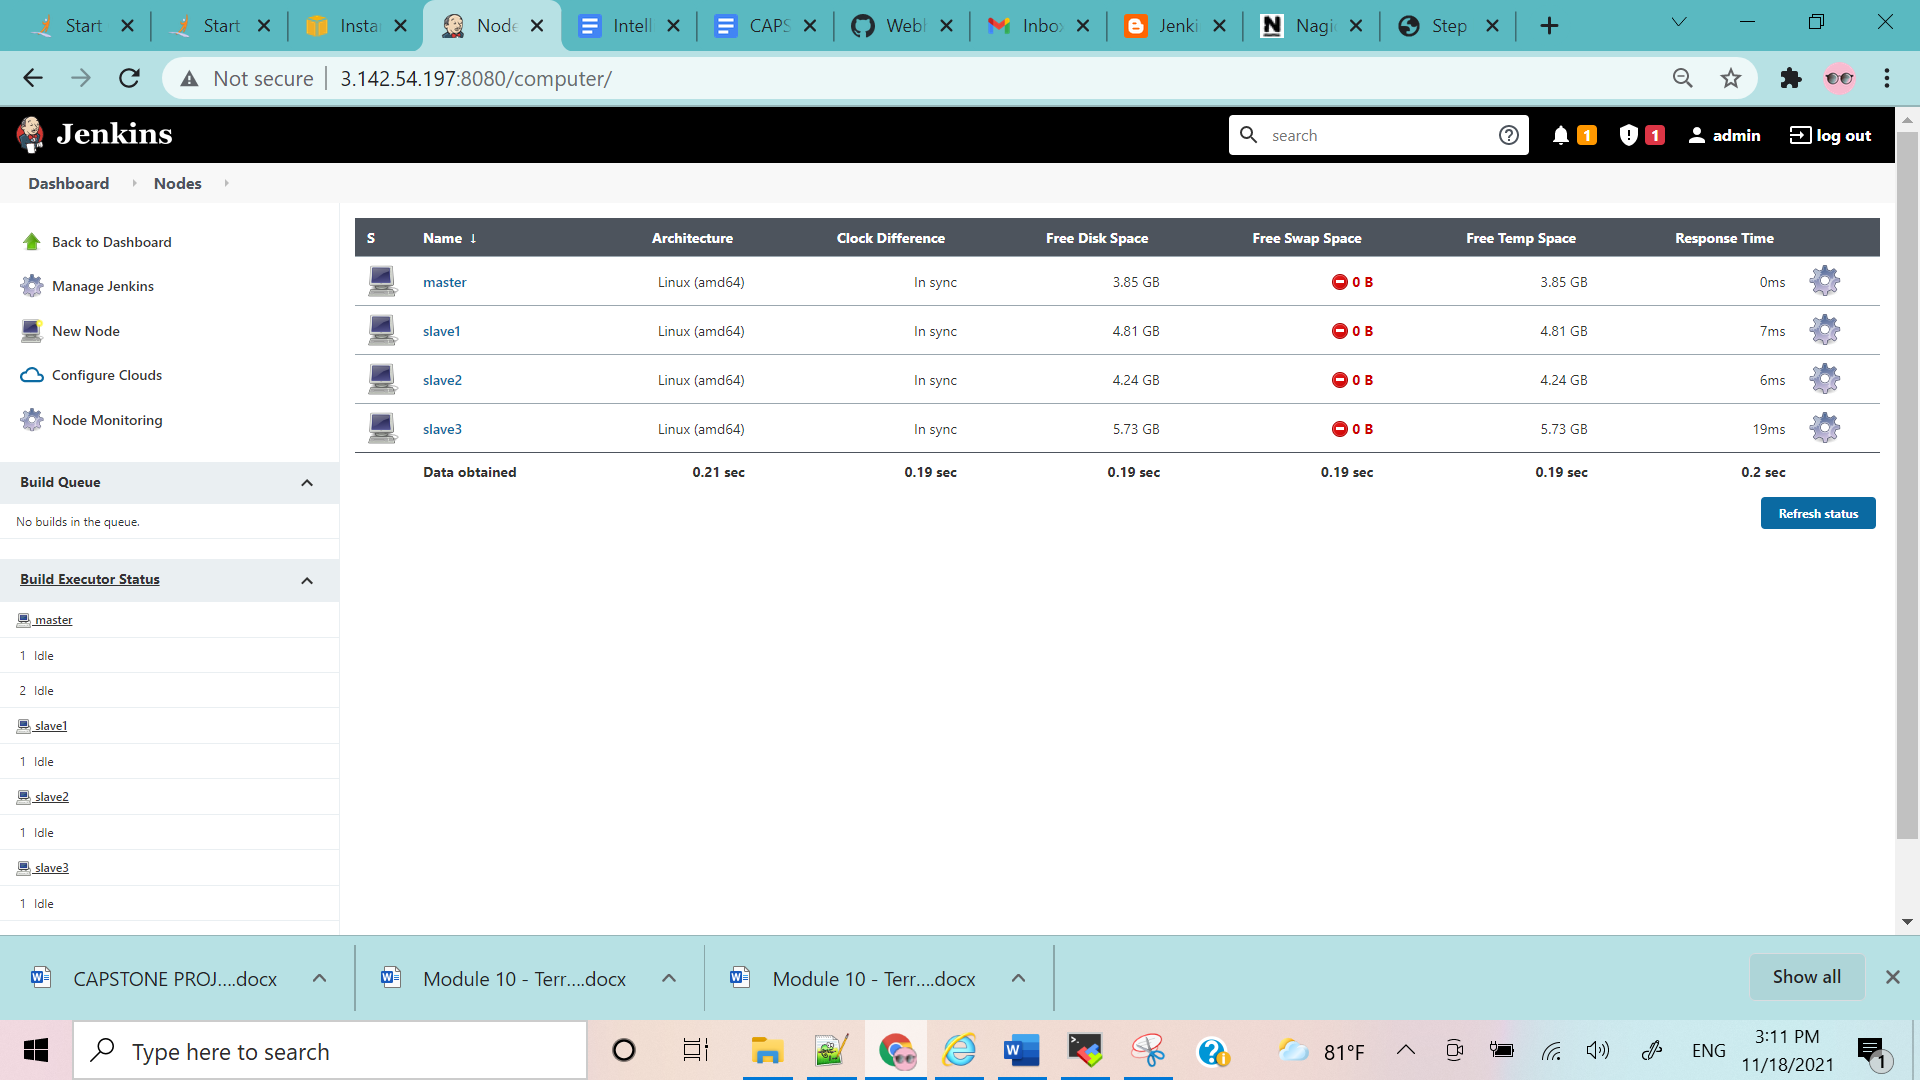 Start
Start
Insta
Node
Intell
CAPS
Web
Inbo
Jenki
Nagi
Step
Not secure
3.142.54.197:8080/computer/
Jenkins
search
1
1
admin
log out
Dashboard
Nodes
Back to Dashboard
Manage Jenkins
New Node
Configure Clouds
Node Monitoring
Build Queue
No builds in the queue.
Build Executor Status
master
1 Idle
2 Idle
slave1
1 Idle
slave2
1 Idle
slave3
1 Idle
S Name ↓ Architecture Clock Difference Free Disk Space Free Swap Space Free Temp Space Response Time
master Linux (amd64) In sync 3.85 GB 0 B 3.85 GB 0ms
slave1 Linux (amd64) In sync 4.81 GB 0 B 4.81 GB 7ms
slave2 Linux (amd64) In sync 4.24 GB 0 B 4.24 GB 6ms
slave3 Linux (amd64) In sync 5.73 GB 0 B 5.73 GB 19ms
Data obtained 0.21 sec 0.19 sec 0.19 sec 0.19 sec 0.19 sec 0.2 sec
Refresh status
CAPSTONE PROJ....docx
Module 10 - Terr....docx
Module 10 - Terr....docx
Show all
Type here to search
81°F
ENG
3:11 PM
11/18/2021
1